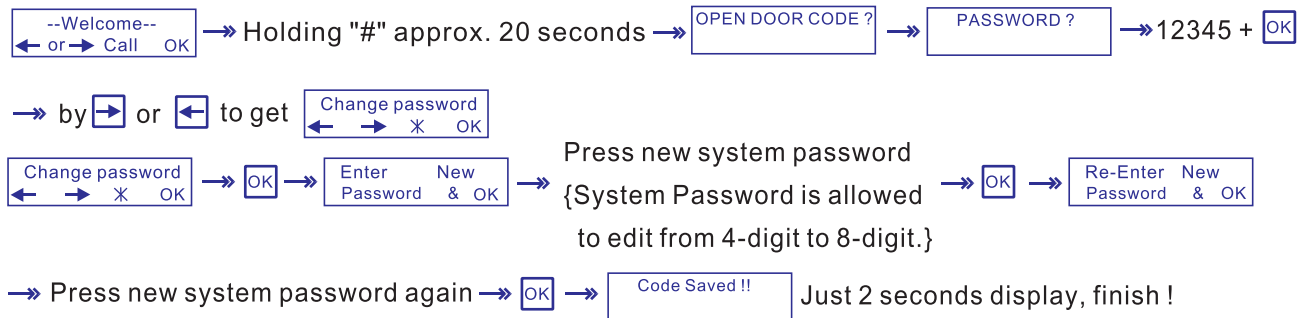 --Welcome--
← or → Call OK
Holding "#" approx. 20 seconds
OPEN DOOR CODE ?
PASSWORD ?
12345 + OK
by → or ← to get
Change password
← → * OK
Change password
← → * OK
OK
Enter New
Password & OK
Press new system password
{System Password is allowed
to edit from 4-digit to 8-digit.}
OK
Re-Enter New
Password & OK
Press new system password again
OK
Code Saved !!
Just 2 seconds display, finish !